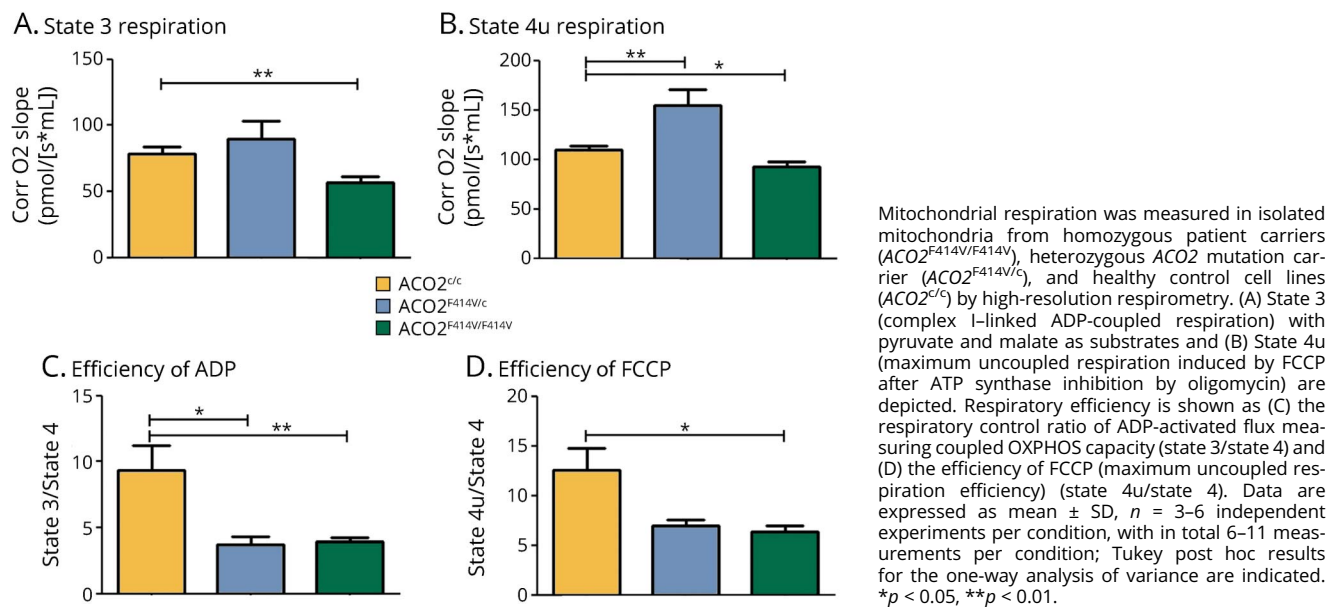 A. State 3 respiration
Corr O2 slope
(pmol/[s*mL])
150
100
50
0
**
B. State 4u respiration
Corr O2 slope
(pmol/[s*mL])
200
150
100
50
0
**
*
ACO2c/c
ACO2F414V/c
ACO2F414V/F414V
C. Efficiency of ADP
State 3/State 4
15
10
5
0
*
**
D. Efficiency of FCCP
State 4u/State 4
20
15
10
5
0
*
Mitochondrial respiration was measured in isolated
mitochondria from homozygous patient carriers
(ACO2F414V/F414V), heterozygous ACO2 mutation car-
rier (ACO2F414V/c), and healthy control cell lines
(ACO2c/c) by high-resolution respirometry. (A) State 3
(complex I–linked ADP-coupled respiration) with
pyruvate and malate as substrates and (B) State 4u
(maximum uncoupled respiration induced by FCCP
after ATP synthase inhibition by oligomycin) are
depicted. Respiratory efficiency is shown as (C) the
respiratory control ratio of ADP-activated flux mea-
suring coupled OXPHOS capacity (state 3/state 4) and
(D) the efficiency of FCCP (maximum uncoupled res-
piration efficiency) (state 4u/state 4). Data are
expressed as mean ± SD, n = 3–6 independent
experiments per condition, with in total 6–11 meas-
urements per condition; Tukey post hoc results
for the one-way analysis of variance are indicated.
*p < 0.05, **p < 0.01.